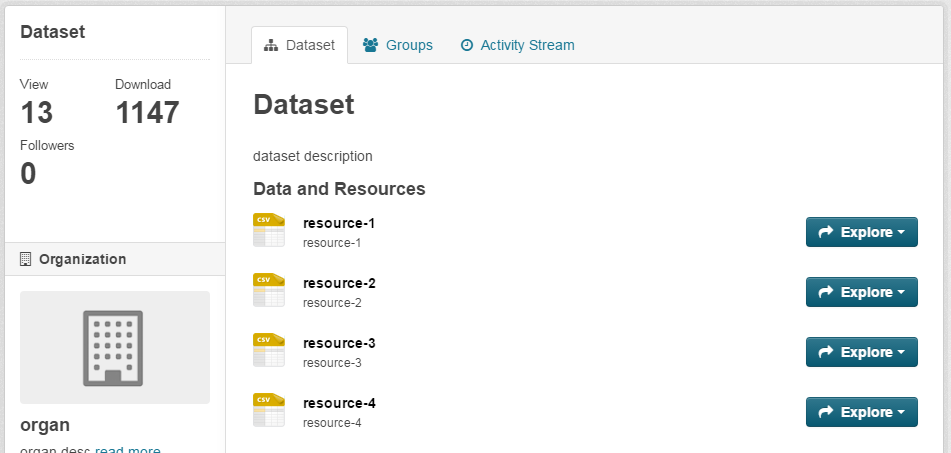 Dataset
View
Download
13
1147
Followers
0
Organization
organ
organ desc read more
Dataset
Groups
Activity Stream
Dataset
dataset description
Data and Resources
CSV
resource-1
resource-1
Explore
CSV
resource-2
resource-2
Explore
CSV
resource-3
resource-3
Explore
CSV
resource-4
resource-4
Explore